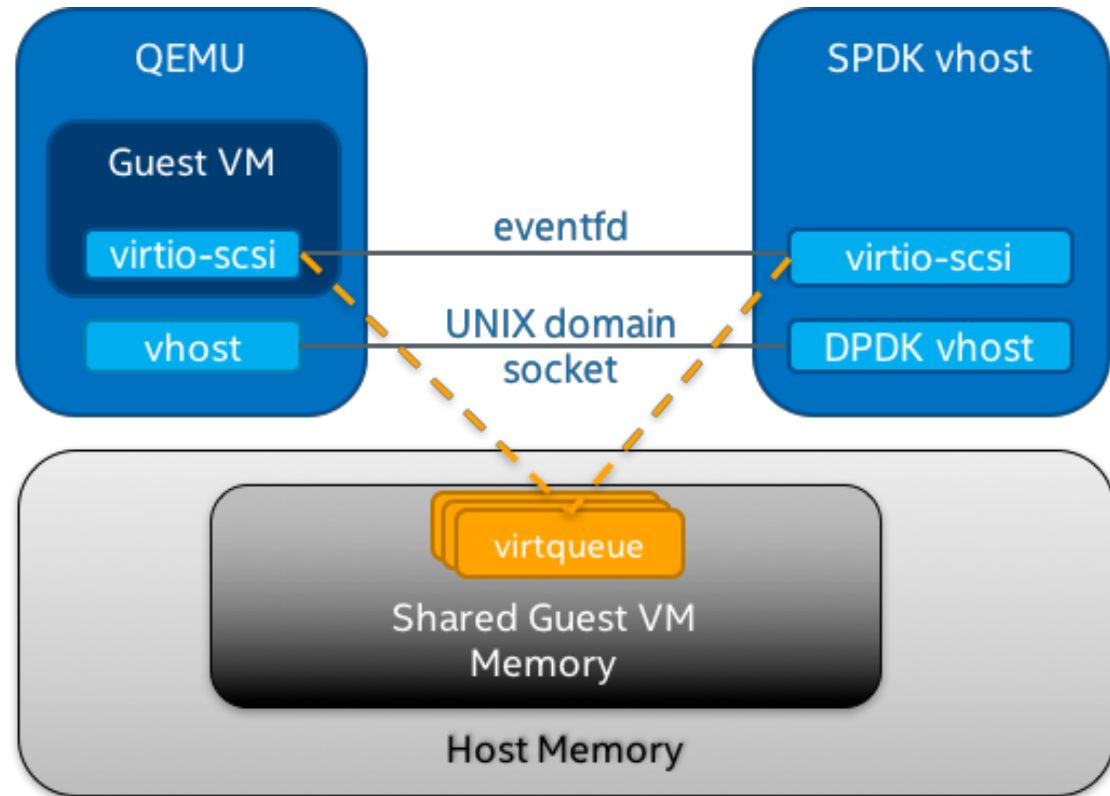 QEMU
Guest VM
virtio-scsi
vhost
eventfd
UNIX domain
socket
SPDK vhost
virtio-scsi
DPDK vhost
virtqueue
Shared Guest VM
Memory
Host Memory